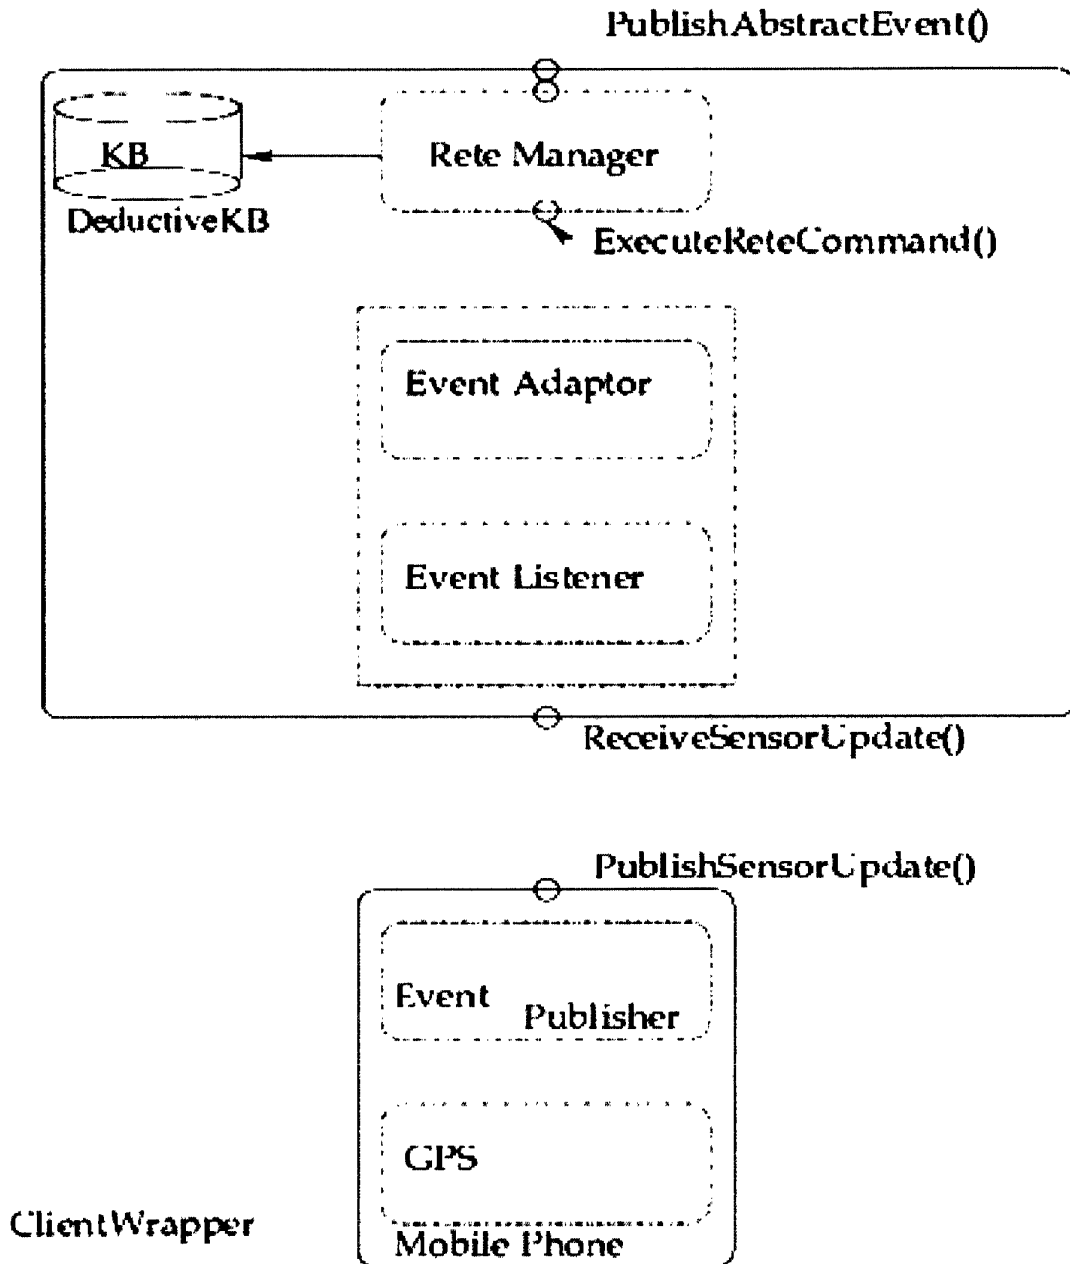 PublishAbstractEvent()
KB
Rete Manager
DeductiveKB
ExecuteReteCommand()
Event Adaptor
Event Listener
ReceiveSensorUpdate()
PublishSensorUpdate()
Event
Publisher
GPS
ClientWrapper
Mobile Phone